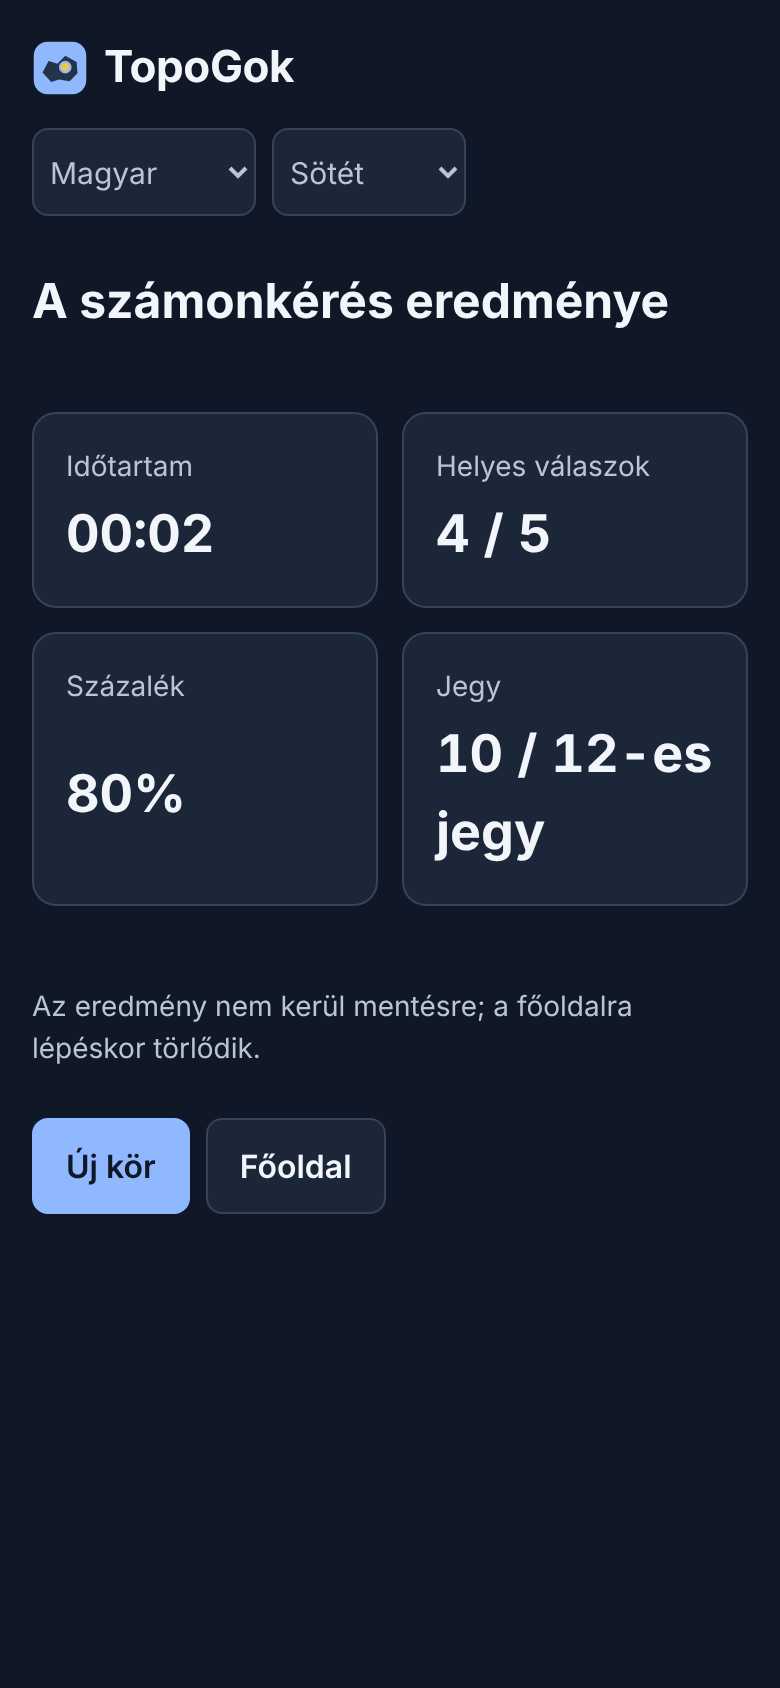 TopoGok
Magyar
Sötét
A számonkérés eredménye
Időtartam
00:02
Helyes válaszok
4 / 5
Százalék
80%
Jegy
10 / 12-es
jegy
Az eredmény nem kerül mentésre; a főoldalra
lépéskor törlődik.
Új kör
Főoldal